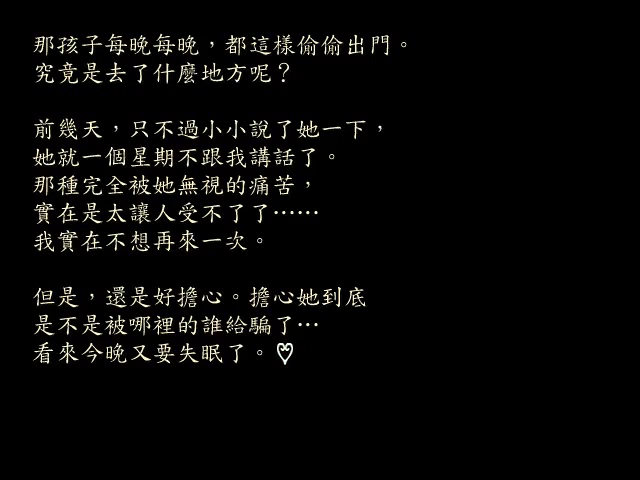 那孩子每晚每晚，都這樣偷偷出門。
究竟是去了什麼地方呢？
前幾天，只不過小小說了她一下，
她就一個星期不跟我講話了。
那種完全被她無視的痛苦，
實在是太讓人受不了了……
我實在不想再來一次。
但是，還是好擔心。擔心她到底
是不是被哪裡的誰給騙了…
看來今晚又要失眠了。♡